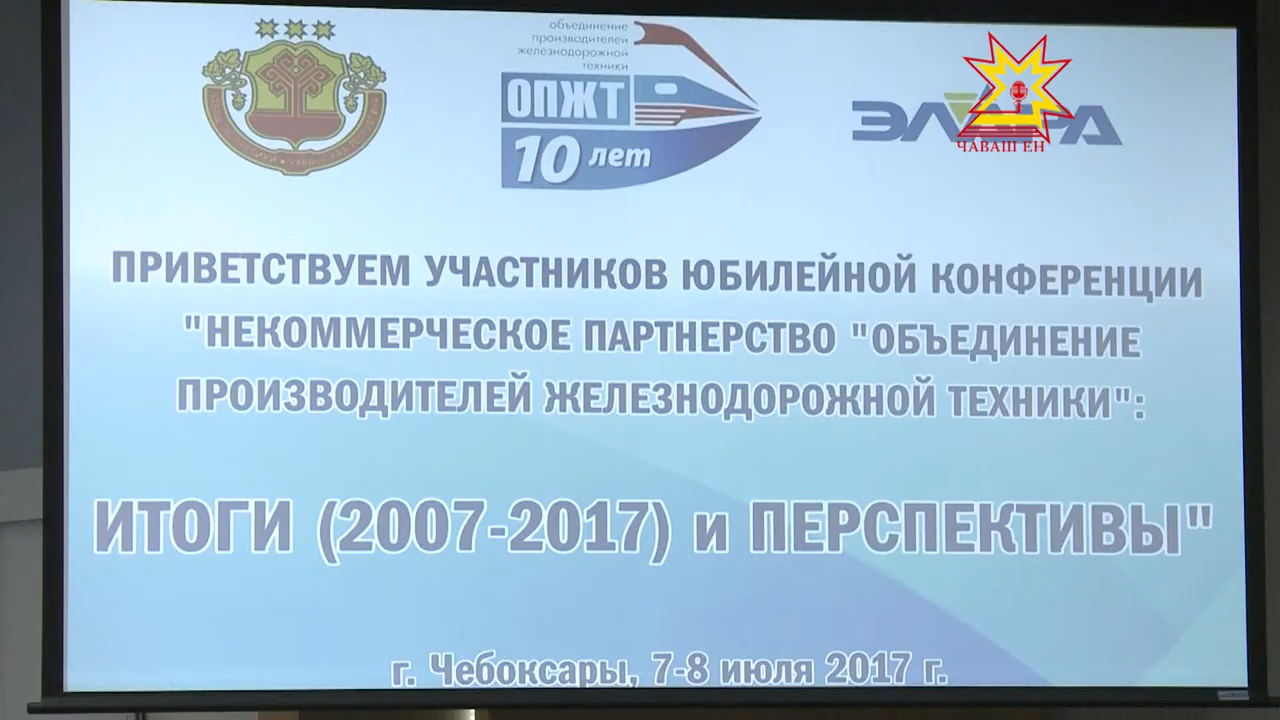 объединение
производителей
железнодорожной
техники
ОПЖТ
10 лет
ЭЛАРА
ЧАВАШ ЕН
ПРИВЕТСТВУЕМ УЧАСТНИКОВ ЮБИЛЕЙНОЙ КОНФЕРЕНЦИИ
"НЕКОММЕРЧЕСКОЕ ПАРТНЕРСТВО "ОБЪЕДИНЕНИЕ
ПРОИЗВОДИТЕЛЕЙ ЖЕЛЕЗНОДОРОЖНОЙ ТЕХНИКИ":
ИТОГИ (2007-2017) и ПЕРСПЕКТИВЫ"
г. Чебоксары, 7-8 июля 2017 г.